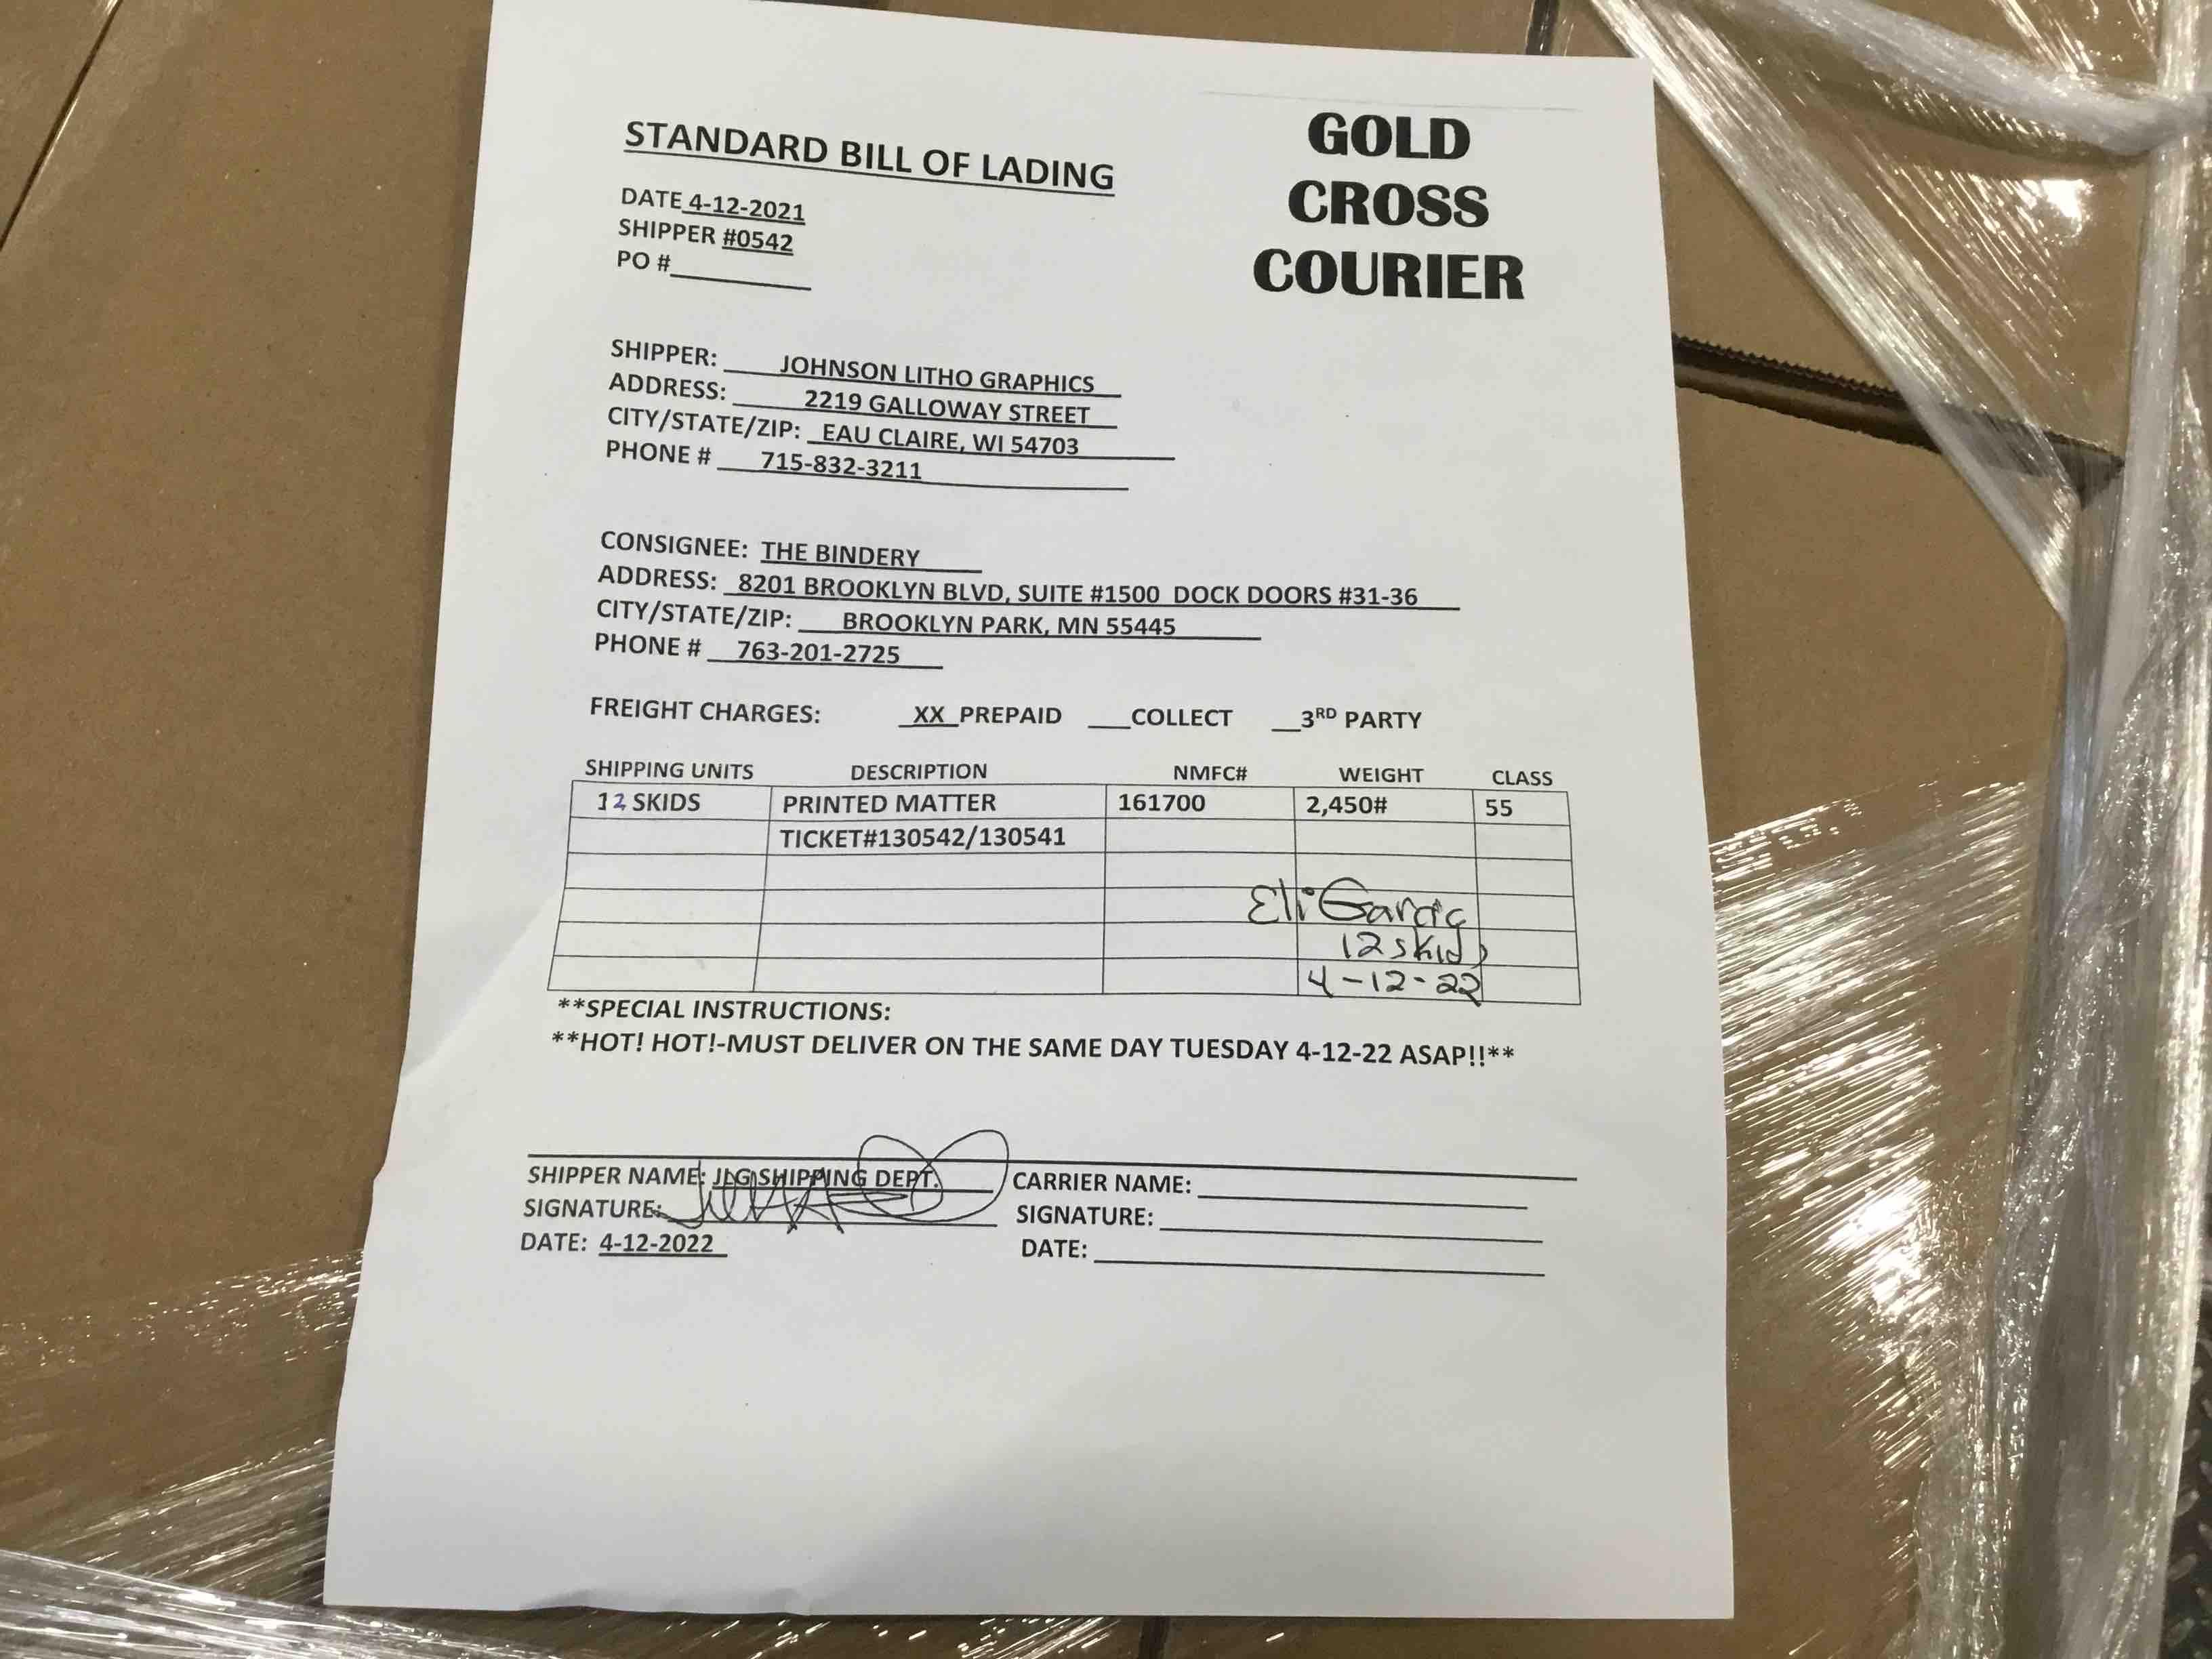 STANDARD BILL OF LADING
GOLD
CROSS
COURIER
DATE 4-12-2021
SHIPPER #0542
PO #
SHIPPER: JOHNSON LITHO GRAPHICS
ADDRESS: 2219 GALLOWAY STREET
CITY/STATE/ZIP: EAU CLAIRE, WI 54703
PHONE # 715-832-3211
CONSIGNEE: THE BINDERY
ADDRESS: 8201 BROOKLYN BLVD, SUITE #1500 DOCK DOORS #31-36
CITY/STATE/ZIP: BROOKLYN PARK, MN 55445
PHONE # 763-201-2725
FREIGHT CHARGES: XX PREPAID COLLECT 3RD PARTY
SHIPPING UNITS DESCRIPTION NMFC# WEIGHT CLASS
12 SKIDS PRINTED MATTER 161700 2,450# 55
TICKET#130542/130541
Eli Garcia
12 skids
4-12-22
**SPECIAL INSTRUCTIONS:
**HOT! HOT!-MUST DELIVER ON THE SAME DAY TUESDAY 4-12-22 ASAP!!**
SHIPPER NAME: JLG SHIPPING DEPT. CARRIER NAME:
SIGNATURE: SIGNATURE:
DATE: 4-12-2022 DATE: